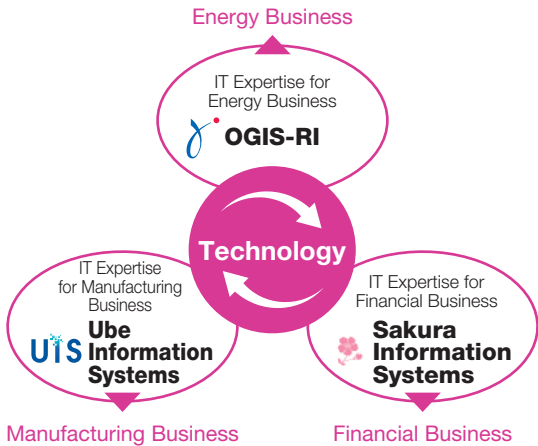 Energy Business
IT Expertise for
Energy Business
OGIS-RI
Technology
IT Expertise
for Manufacturing
Business
UIS
Ube
Information
Systems
IT Expertise for
Financial Business
Sakura
Information
Systems
Manufacturing Business
Financial Business